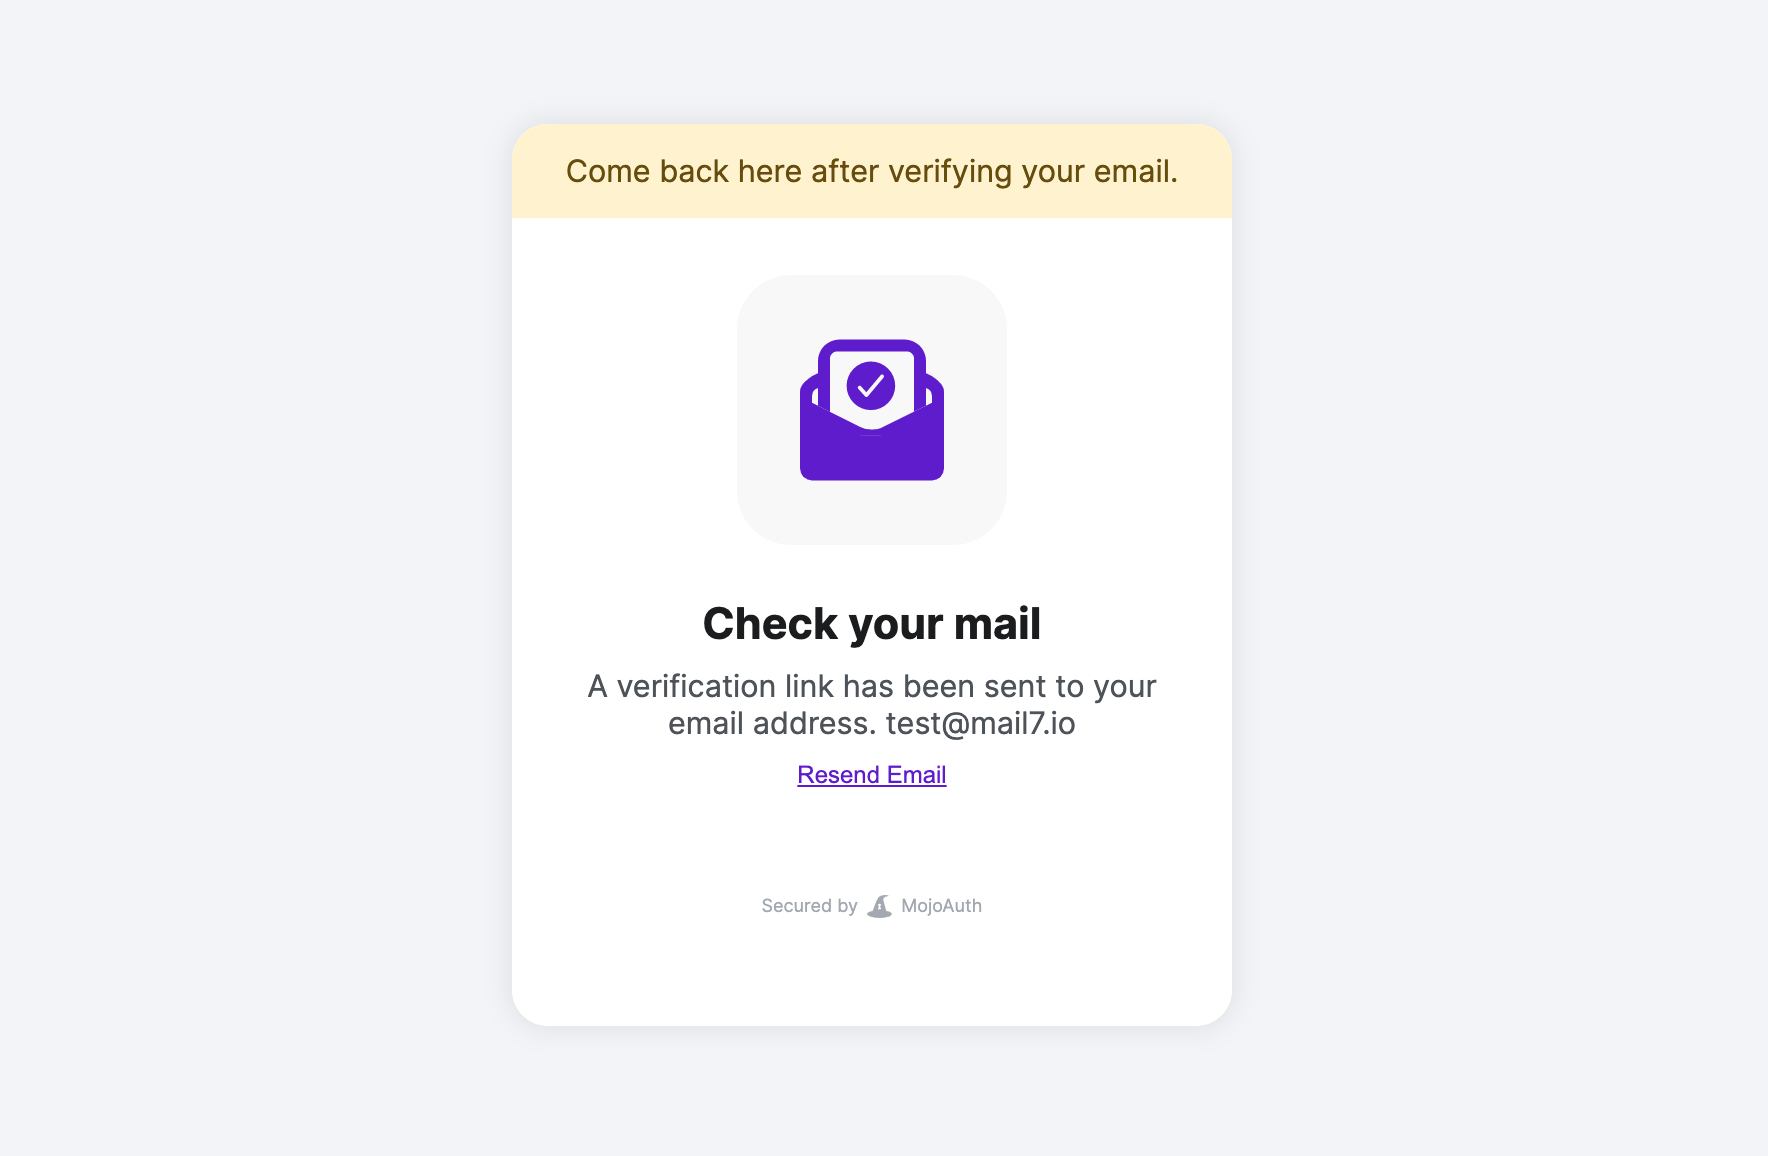 Come back here after verifying your email.
Check your mail
A verification link has been sent to your
email address. test@mail7.io
Resend Email
Secured by MojoAuth